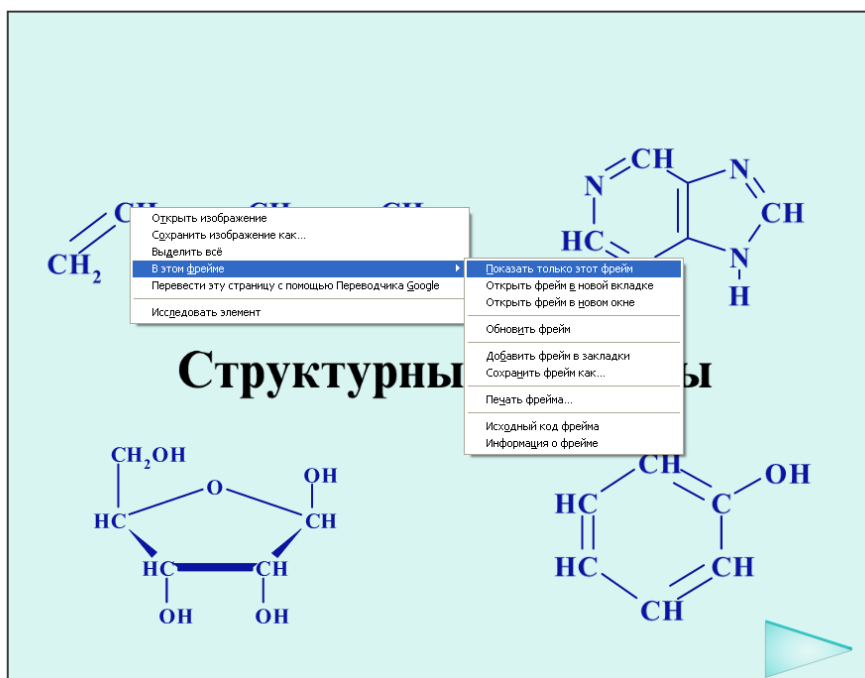 CH
N
N
CH
HC
N
H
CH₂
Открыть изображение
Сохранить изображение как...
Выделить всё
В этом фрейме
Перевести эту страницу с помощью Переводчика Google
Исследовать элемент
Показать только этот фрейм
Открыть фрейм в новой вкладке
Открыть фрейм в новом окне
Обновить фрейм
Добавить фрейм в закладки
Сохранить фрейм как...
Печать фрейма...
Исходный код фрейма
Информация о фрейме
Структурны ы
CH₂OH
O
OH
HC
CH
HC
CH
OH
OH
CH
OH
HC
C
HC
CH
CH